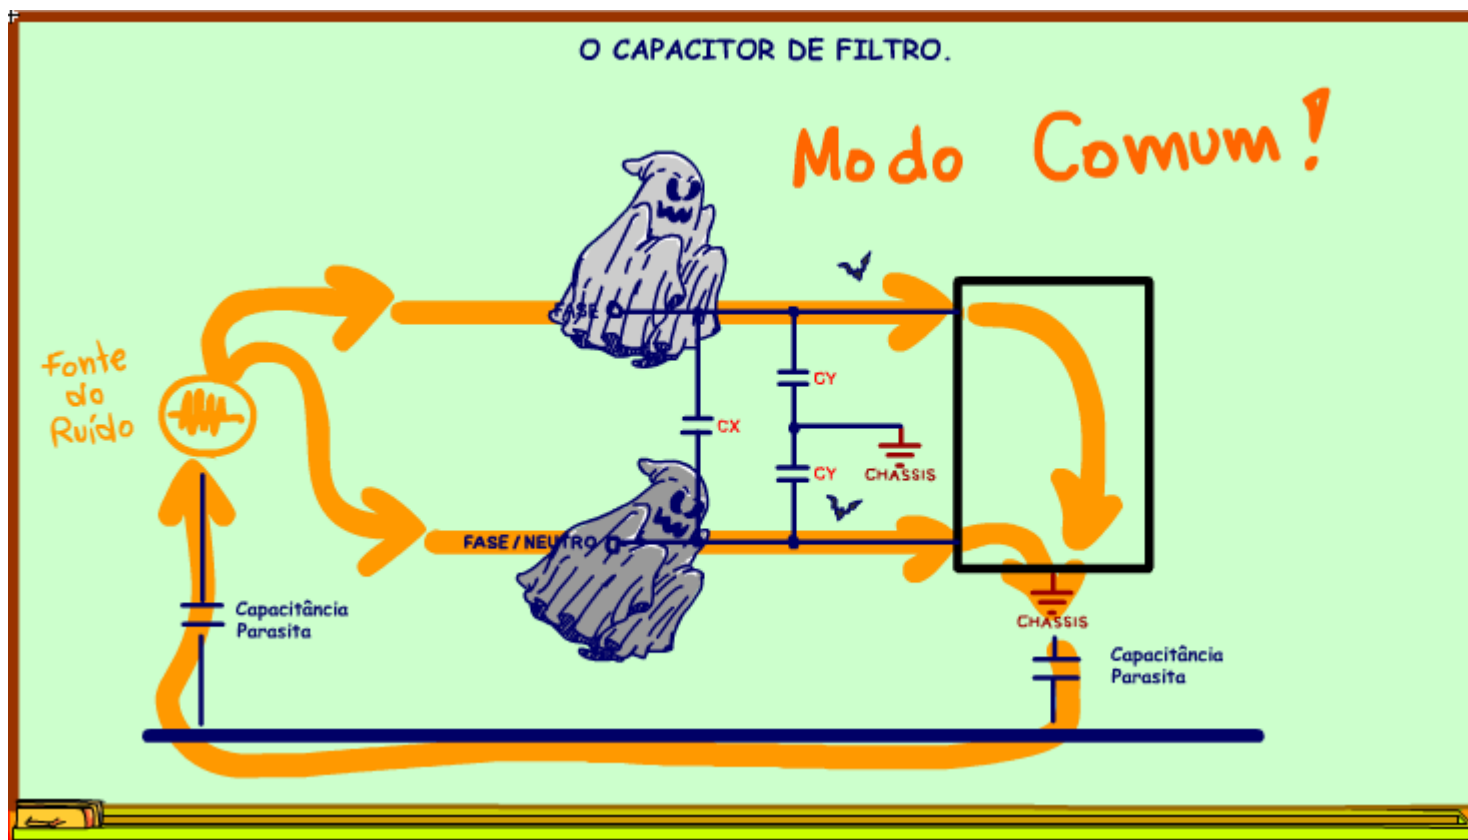 O CAPACITOR DE FILTRO.
Modo Comum!
FASE
Fonte
do
Ruído
CY
CX
CY
CHASSIS
FASE / NEUTRO
Capacitância
Parasita
CHASSIS
Capacitância
Parasita